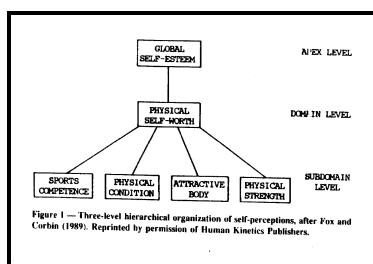 GLOBAL
SELF-ESTEEM
APEX LEVEL
PHYSICAL
SELF-WORTH
DOMAIN LEVEL
SPORTS
COMPETENCE
PHYSICAL
CONDITION
ATTRACTIVE
BODY
PHYSICAL
STRENGTH
SUBDOMAIN
LEVEL
Figure 1 — Three-level hierarchical organization of self-perceptions, after Fox and
Corbin (1989). Reprinted by permission of Human Kinetics Publishers.